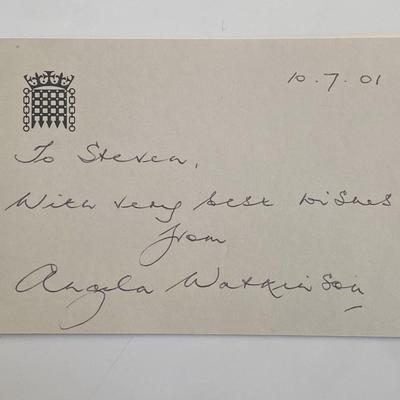 10.7.01
To Steven,
With very best wishes
from
Angela Watkinson